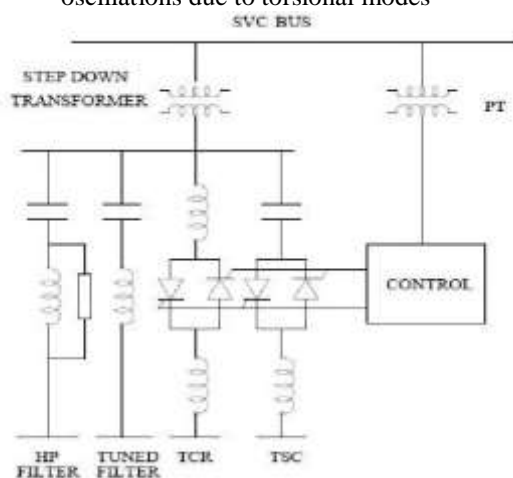 oscillations due to torsional modes
SVC BUS
STEP DOWN
TRANSFORMER
PT
CONTROL
HP
FILTER
TUNED
FILTER
TCR
TSC